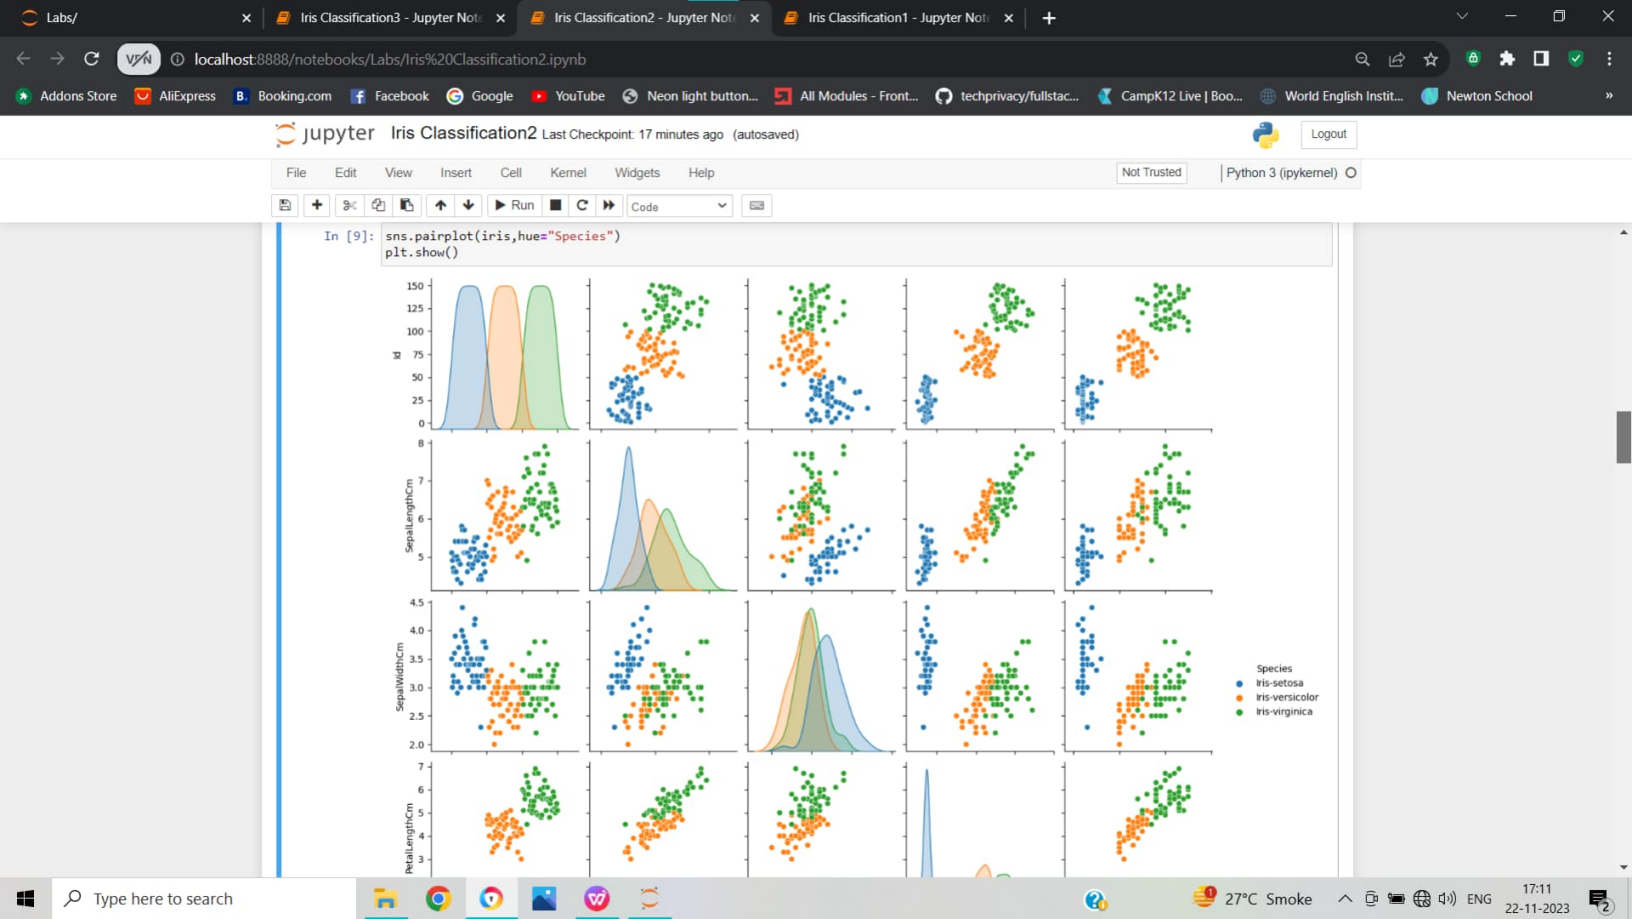 Labs/
Iris Classification3 - Jupyter Note
Iris Classification2 - Jupyter Note
Iris Classification1 - Jupyter Note
VPN
localhost:8888/notebooks/Labs/Iris%20Classification2.ipynb
Addons Store
AliExpress
Booking.com
Facebook
Google
YouTube
Neon light button...
All Modules - Front...
techprivacy/fullstac...
CampK12 Live | Boo...
World English Instit...
Newton School
»
jupyter Iris Classification2 Last Checkpoint: 17 minutes ago (autosaved)
Logout
File Edit View Insert Cell Kernel Widgets Help
Not Trusted
Python 3 (ipykernel)
Run
Code
In [9]: sns.pairplot(iris,hue="Species")
plt.show()
150
125
100
75
50
25
0
Id
8
7
6
5
SepalLengthCm
4.5
4.0
3.5
3.0
2.5
2.0
SepalWidthCm
Species
Iris-setosa
Iris-versicolor
Iris-virginica
7
6
5
4
3
PetalLengthCm
Type here to search
1
27°C Smoke
ENG
17:11
22-11-2023
2